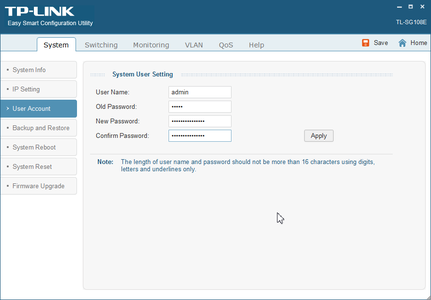 TP-LINK
Easy Smart Configuration Utility
TL-SG108E
System Switching Monitoring VLAN QoS Help Save Home
System Info
IP Setting
User Account
Backup and Restore
System Reboot
System Reset
Firmware Upgrade
System User Setting
User Name: admin
Old Password: •••••
New Password: •••••••••••••••
Confirm Password: •••••••••••••••
Apply
Note: The length of user name and password should not be more than 16 characters using digits,
letters and underlines only.